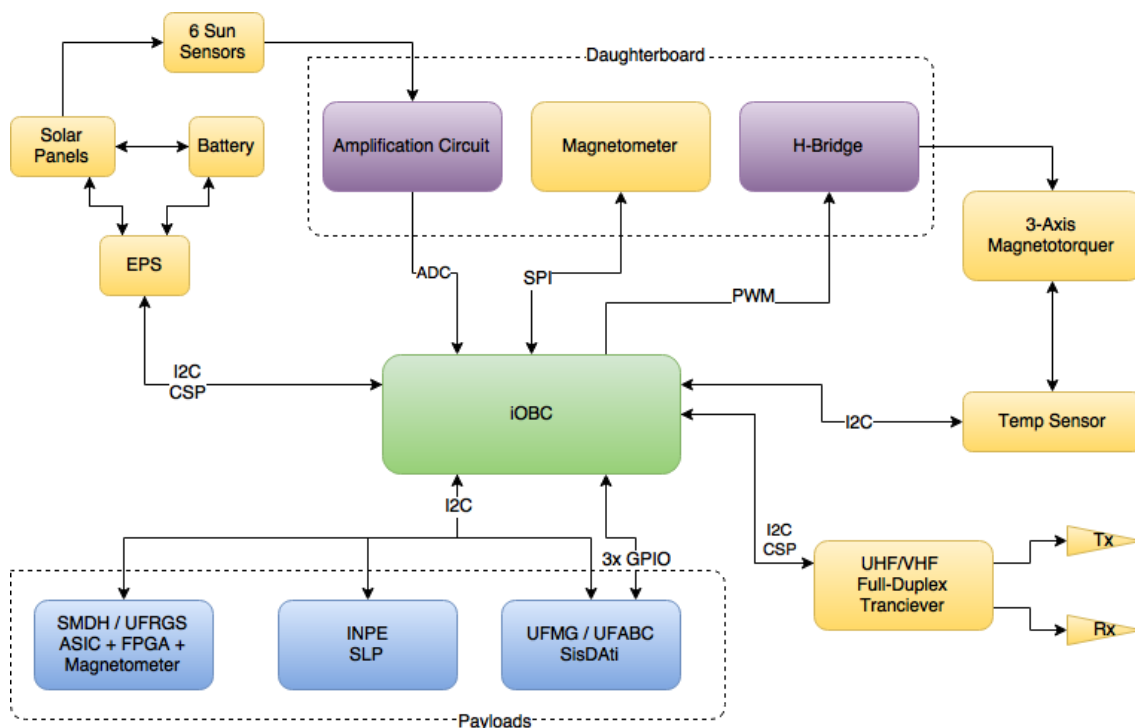 6 Sun
Sensors
Daughterboard
Solar
Panels
Battery
Amplification Circuit
Magnetometer
H-Bridge
3-Axis
Magnetotorquer
EPS
ADC
SPI
PWM
I2C
CSP
iOBC
I2C
Temp Sensor
I2C
3x GPIO
I2C
CSP
UHF/VHF
Full-Duplex
Tranciever
Tx
Rx
SMDH / UFRGS
ASIC + FPGA +
Magnetometer
INPE
SLP
UFMG / UFABC
SisDAti
Payloads